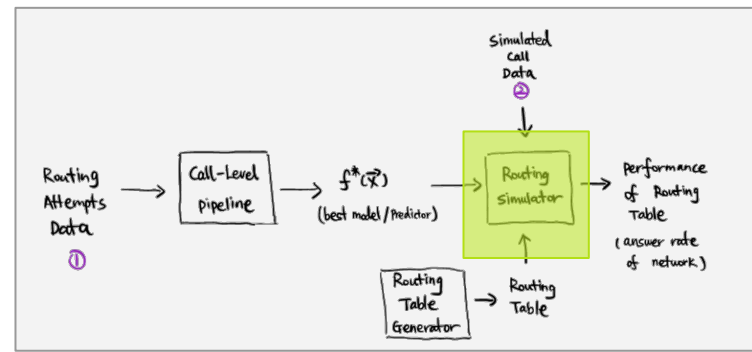 Simulated
Call
Data
②
Routing
Attempts
Data
①
Call-Level
Pipeline
f*(x⃗)
(best model/Predictor)
Routing
Simulator
Performance
of Routing
Table
(answer rate
of network)
Routing
Table
Generator
Routing
Table